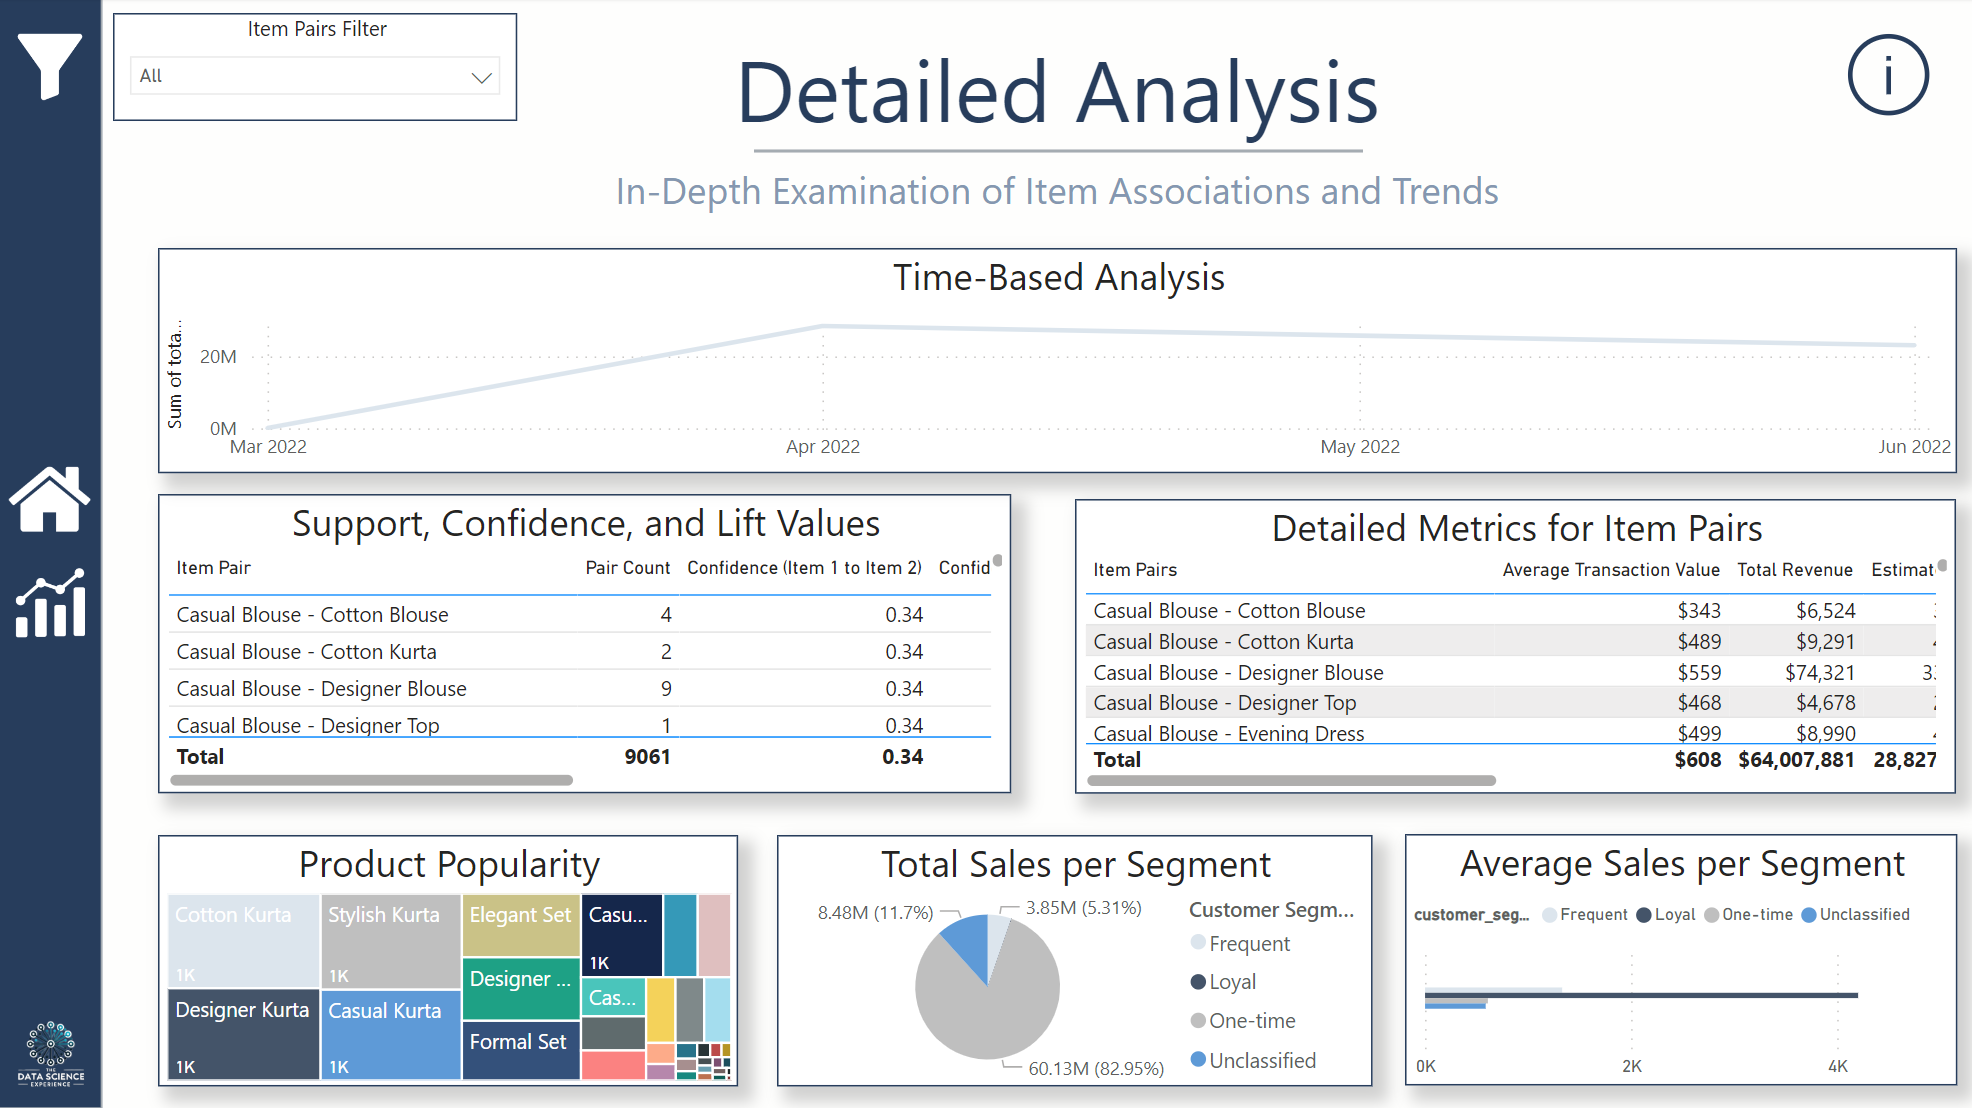 Item Pairs Filter
All
Detailed Analysis
i
In-Depth Examination of Item Associations and Trends
Time-Based Analysis
Sum of tota...
20M
0M
Mar 2022 Apr 2022 May 2022 Jun 2022
Support, Confidence, and Lift Values
Item Pair Pair Count Confidence (Item 1 to Item 2) Confid
Casual Blouse - Cotton Blouse 4 0.34
Casual Blouse - Cotton Kurta 2 0.34
Casual Blouse - Designer Blouse 9 0.34
Casual Blouse - Designer Top 1 0.34
Total 9061 0.34
Detailed Metrics for Item Pairs
Item Pairs Average Transaction Value Total Revenue Estimat
Casual Blouse - Cotton Blouse $343 $6,524
Casual Blouse - Cotton Kurta $489 $9,291
Casual Blouse - Designer Blouse $559 $74,321
Casual Blouse - Designer Top $468 $4,678
Casual Blouse - Evening Dress $499 $8,990
Total $608 $64,007,881 28,827
Product Popularity
Cotton Kurta 1K
Stylish Kurta 1K
Designer Kurta 1K
Casual Kurta 1K
Elegant Set
Designer ...
Formal Set
Casu... 1K
Cas...
Total Sales per Segment
8.48M (11.7%)
3.85M (5.31%)
60.13M (82.95%)
Customer Segm...
Frequent
Loyal
One-time
Unclassified
Average Sales per Segment
customer_seg... Frequent Loyal One-time Unclassified
0K 2K 4K
THE
DATA SCIENCE
EXPERIENCE